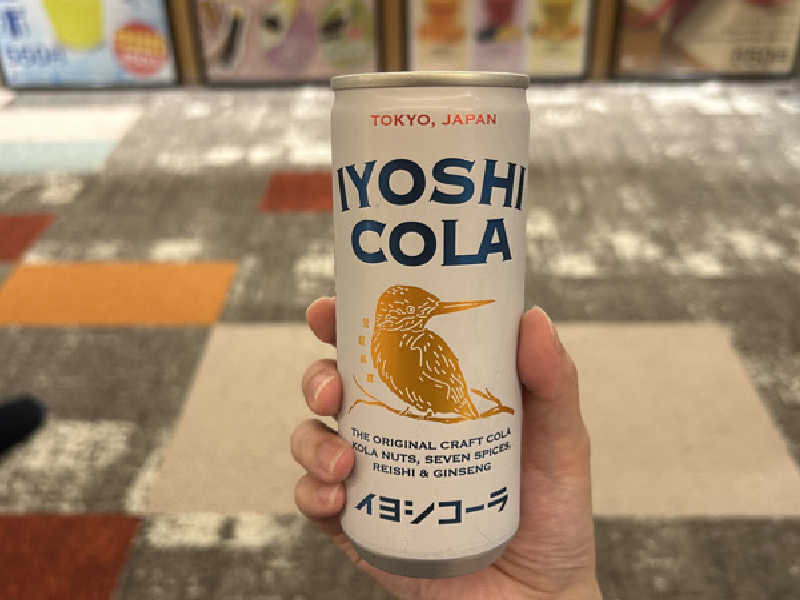 TOKYO, JAPAN
IYOSHI
COLA
THE ORIGINAL CRAFT COLA
KOLA NUTS, SEVEN SPICES,
REISHI & GINSENG
イヨシコーラ